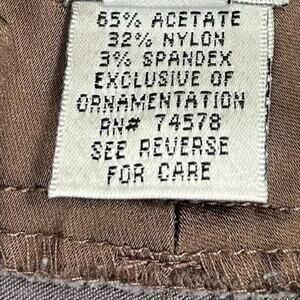 65% ACETATE
32% NYLON
3% SPANDEX
EXCLUSIVE OF
ORNAMENTATION
RN# 74578
SEE REVERSE
FOR CARE